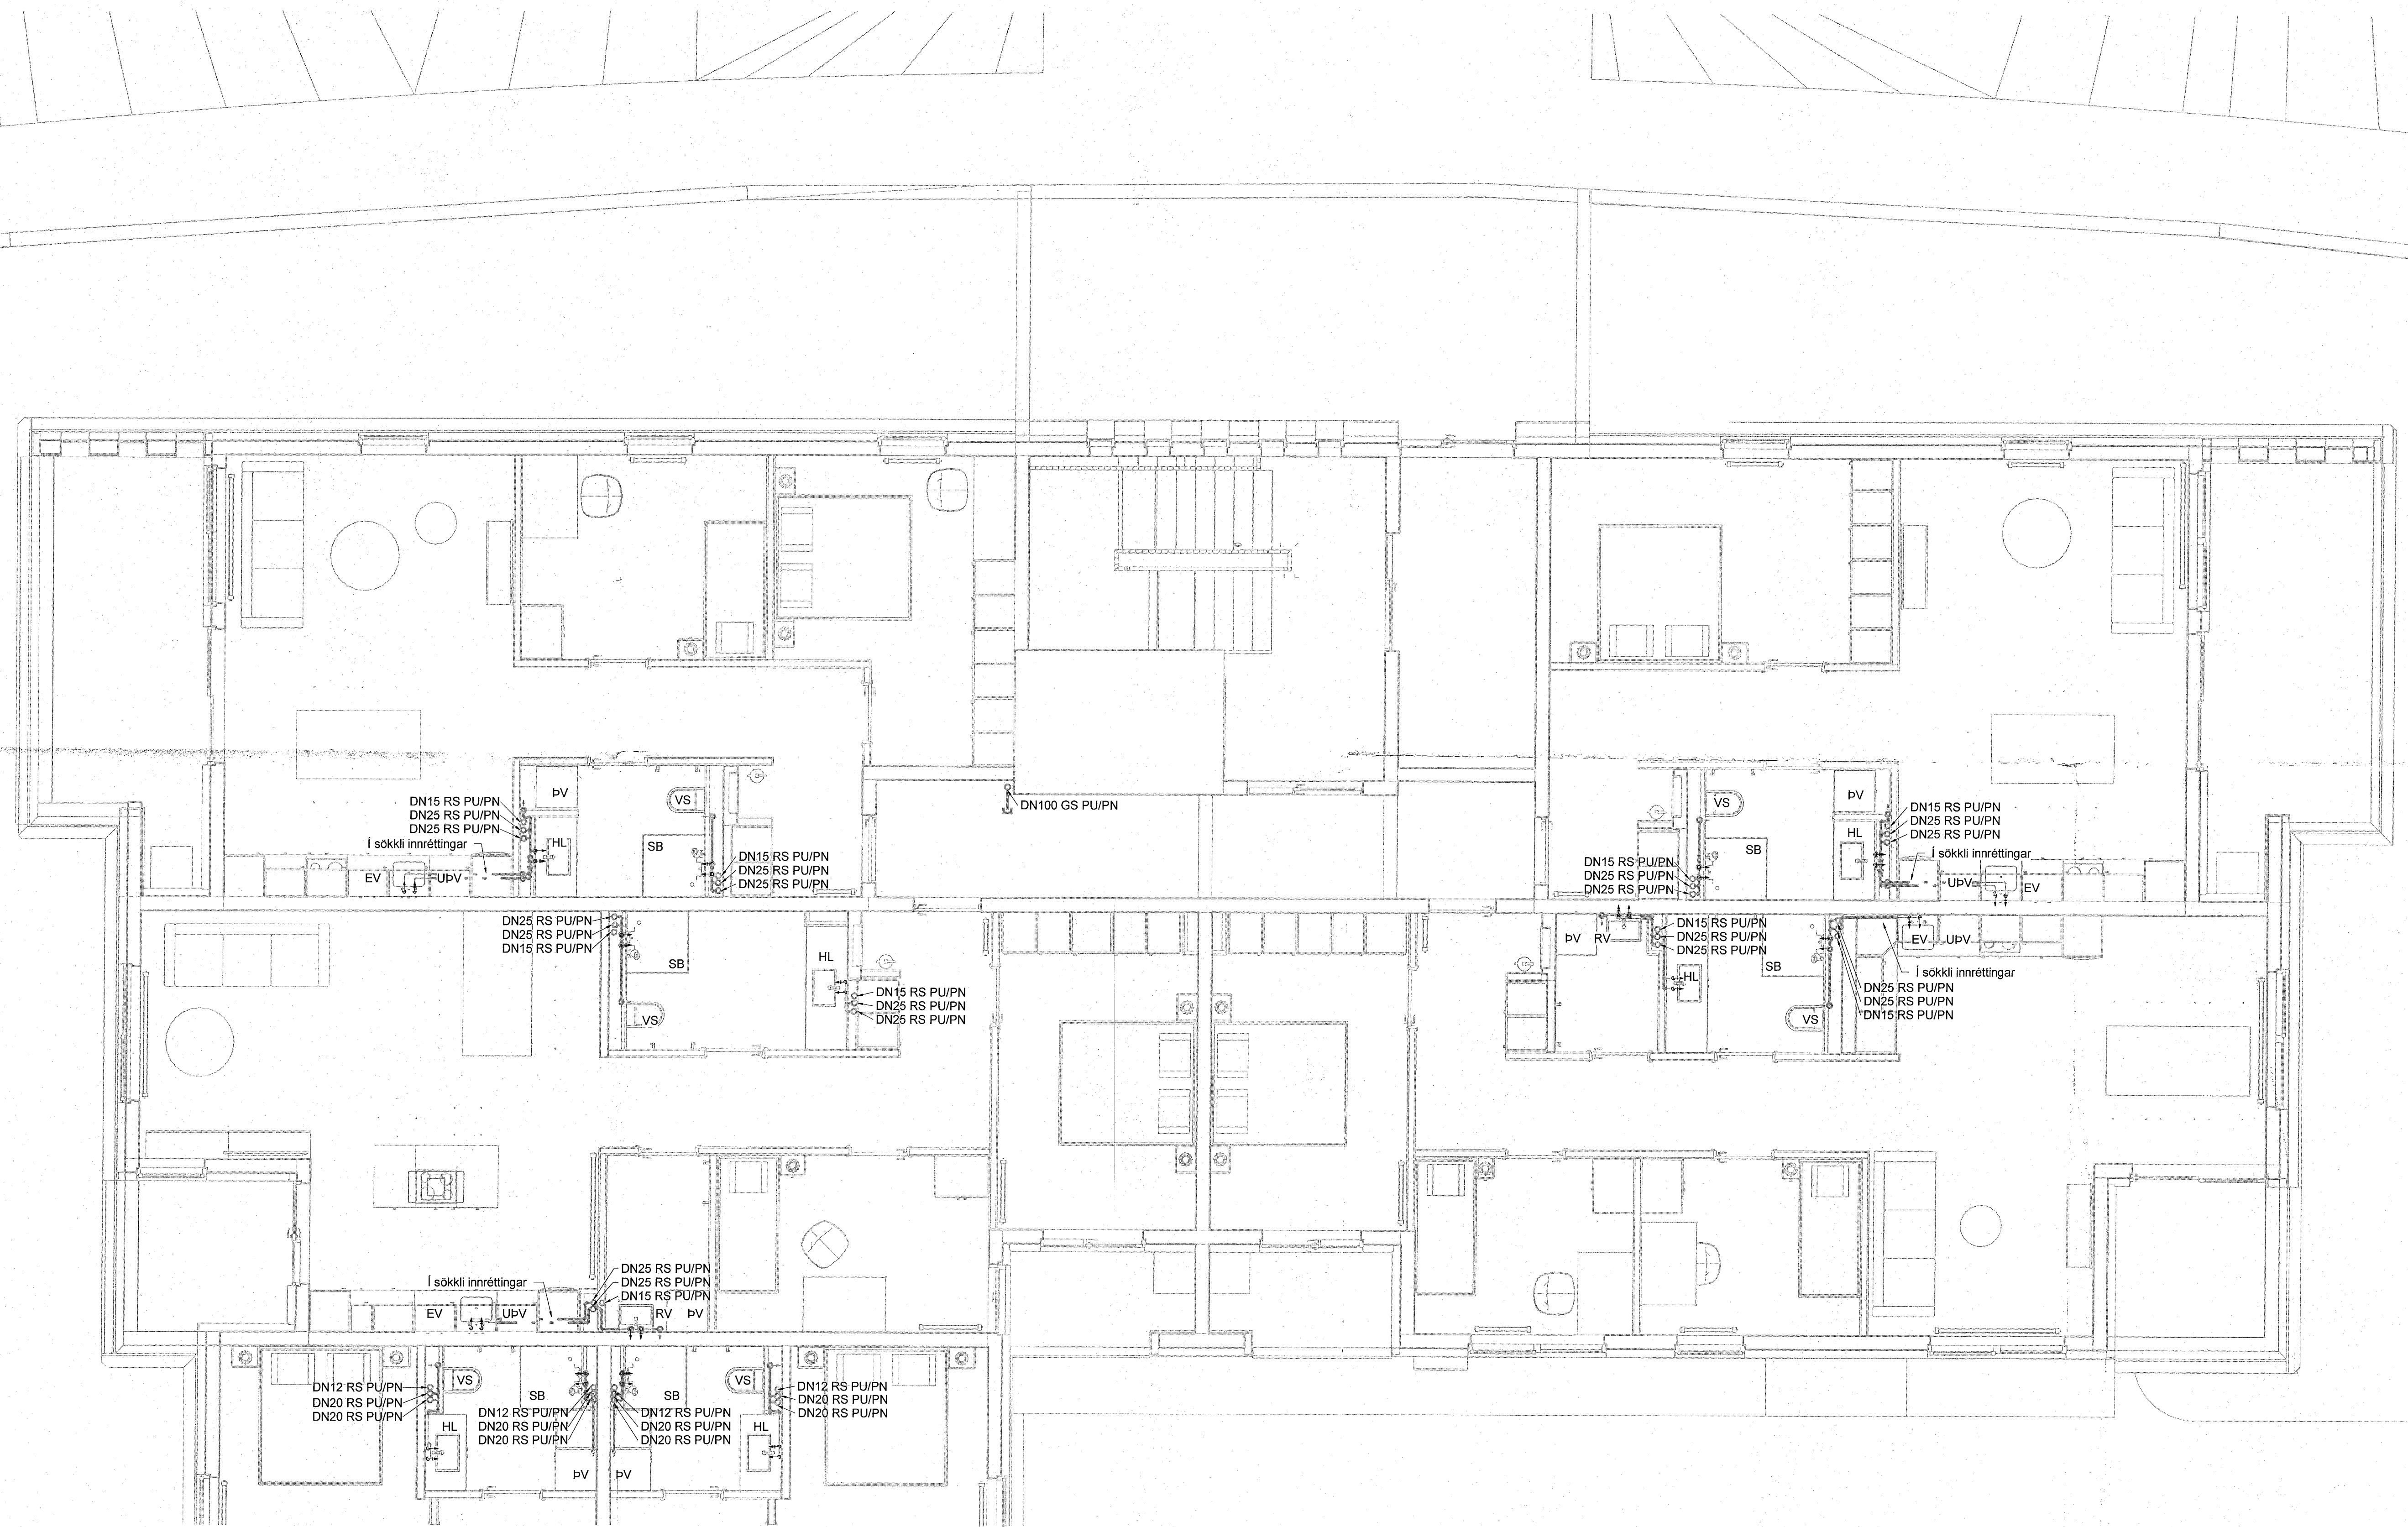 DN100 GS PU/PN
DN15 RS PU/PN
DN25 RS PU/PN
DN25 RS PU/PN
Í sökkli innréttingar
ÞV
VS
HL
SB
EV
UÞV
DN15 RS PU/PN
DN25 RS PU/PN
DN25 RS PU/PN
VS
ÞV
HL
SB
DN15 RS PU/PN
DN25 RS PU/PN
DN25 RS PU/PN
DN15 RS PU/PN
DN25 RS PU/PN
DN25 RS PU/PN
Í sökkli innréttingar
UÞV
EV
DN25 RS PU/PN
DN25 RS PU/PN
DN15 RS PU/PN
SB
HL
VS
DN15 RS PU/PN
DN25 RS PU/PN
DN25 RS PU/PN
ÞV
RV
DN15 RS PU/PN
DN25 RS PU/PN
DN25 RS PU/PN
HL
SB
VS
EV
UÞV
Í sökkli innréttingar
DN25 RS PU/PN
DN25 RS PU/PN
DN15 RS PU/PN
Í sökkli innréttingar
DN25 RS PU/PN
DN25 RS PU/PN
DN15 RS PU/PN
EV
UÞV
RV
ÞV
DN12 RS PU/PN
DN20 RS PU/PN
DN20 RS PU/PN
VS
SB
HL
DN12 RS PU/PN
DN20 RS PU/PN
DN20 RS PU/PN
ÞV
SB
VS
DN12 RS PU/PN
DN20 RS PU/PN
DN20 RS PU/PN
HL
ÞV
DN12 RS PU/PN
DN20 RS PU/PN
DN20 RS PU/PN